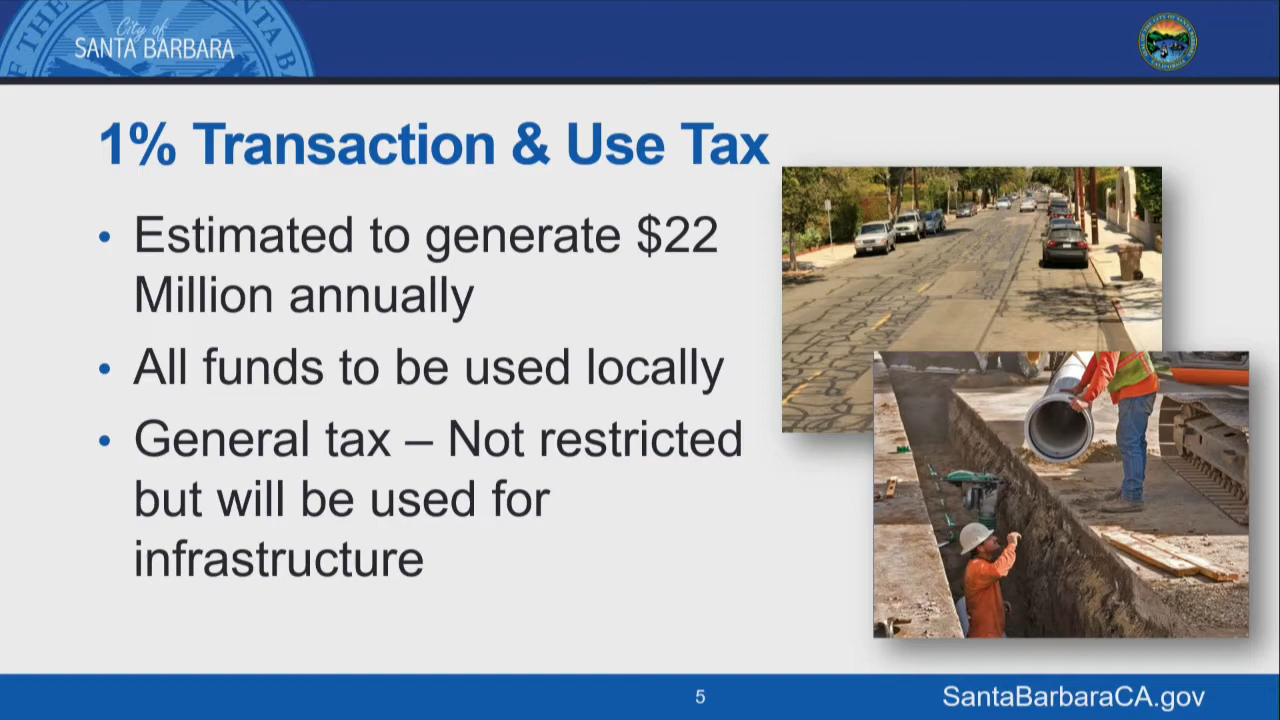 City of
SANTA BARBARA
1% Transaction & Use Tax
• Estimated to generate $22
Million annually
• All funds to be used locally
• General tax – Not restricted
but will be used for
infrastructure
5
SantaBarbaraCA.gov